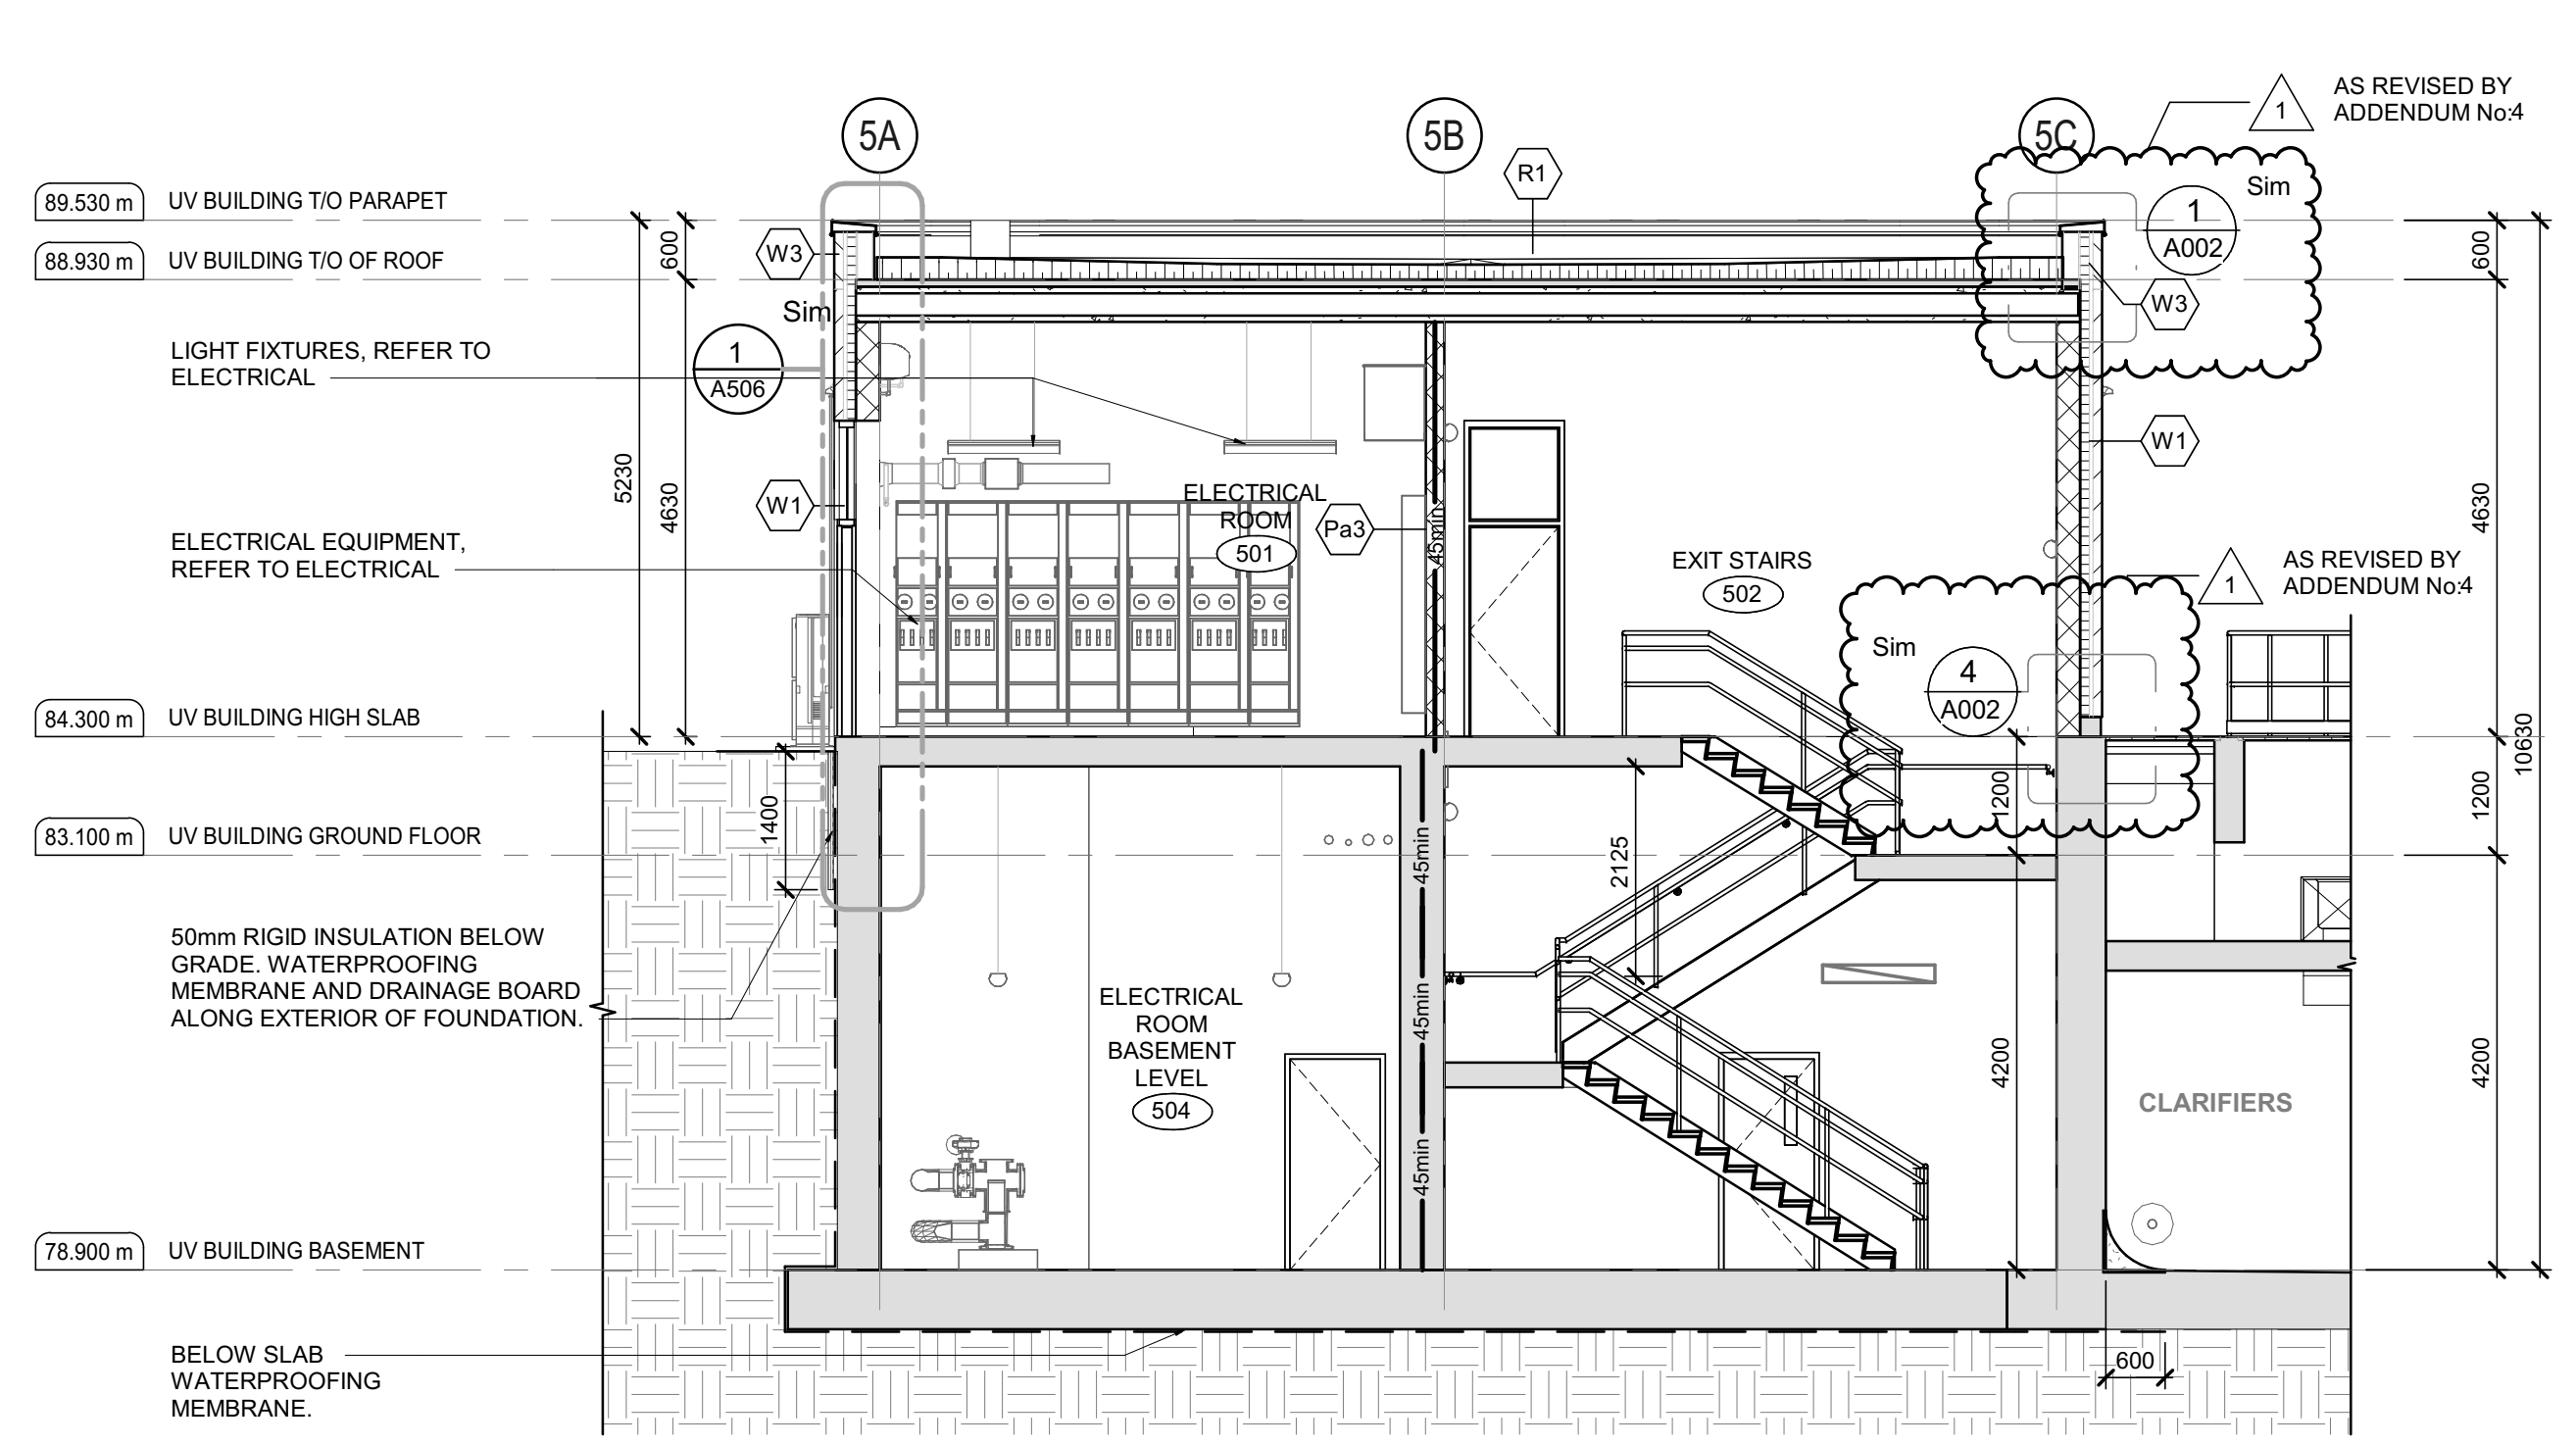 AS REVISED BY
ADDENDUM No:4
1
5A
5B
5C
R1
Sim
1
A002
89.530 m
UV BUILDING T/O PARAPET
88.930 m
UV BUILDING T/O OF ROOF
600
W3
W3
600
Sim
LIGHT FIXTURES, REFER TO
ELECTRICAL
1
A506
W1
5230
4630
W1
4630
ELECTRICAL
ROOM
501
Pa3
45min
ELECTRICAL EQUIPMENT,
REFER TO ELECTRICAL
EXIT STAIRS
502
AS REVISED BY
ADDENDUM No:4
1
Sim
4
A002
84.300 m
UV BUILDING HIGH SLAB
10630
1400
1200
1200
83.100 m
UV BUILDING GROUND FLOOR
45min
2125
50mm RIGID INSULATION BELOW
GRADE. WATERPROOFING
MEMBRANE AND DRAINAGE BOARD
ALONG EXTERIOR OF FOUNDATION.
ELECTRICAL
ROOM
BASEMENT
LEVEL
504
45min
4200
4200
CLARIFIERS
45min
78.900 m
UV BUILDING BASEMENT
BELOW SLAB
WATERPROOFING
MEMBRANE.
600